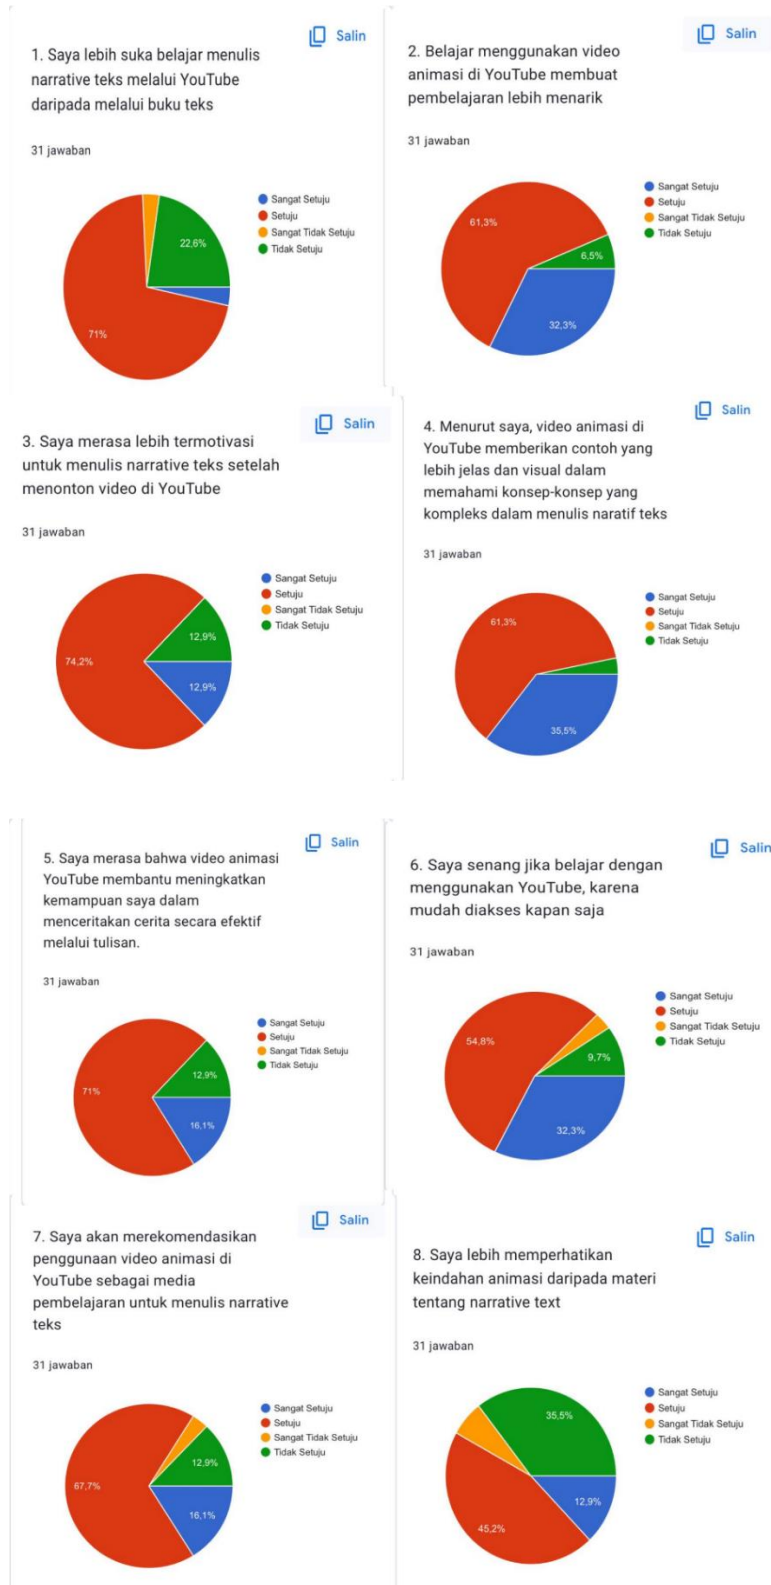 Salin
1. Saya lebih suka belajar menulis
narrative teks melalui YouTube
daripada melalui buku teks
31 jawaban
Sangat Setuju
Setuju
Sangat Tidak Setuju
Tidak Setuju
22,6%
71%
Salin
2. Belajar menggunakan video
animasi di YouTube membuat
pembelajaran lebih menarik
31 jawaban
Sangat Setuju
Setuju
Sangat Tidak Setuju
Tidak Setuju
61,3%
6,5%
32,3%
Salin
3. Saya merasa lebih termotivasi
untuk menulis narrative teks setelah
menonton video di YouTube
31 jawaban
Sangat Setuju
Setuju
Sangat Tidak Setuju
Tidak Setuju
12,9%
74,2%
12,9%
Salin
4. Menurut saya, video animasi di
YouTube memberikan contoh yang
lebih jelas dan visual dalam
memahami konsep-konsep yang
kompleks dalam menulis naratif teks
31 jawaban
Sangat Setuju
Setuju
Sangat Tidak Setuju
Tidak Setuju
61,3%
35,5%
Salin
5. Saya merasa bahwa video animasi
YouTube membantu meningkatkan
kemampuan saya dalam
menceritakan cerita secara efektif
melalui tulisan.
31 jawaban
Sangat Setuju
Setuju
Sangat Tidak Setuju
Tidak Setuju
12,9%
71%
16,1%
Salin
6. Saya senang jika belajar dengan
menggunakan YouTube, karena
mudah diakses kapan saja
31 jawaban
Sangat Setuju
Setuju
Sangat Tidak Setuju
Tidak Setuju
54,8%
9,7%
32,3%
Salin
7. Saya akan merekomendasikan
penggunaan video animasi di
YouTube sebagai media
pembelajaran untuk menulis narrative
teks
31 jawaban
Sangat Setuju
Setuju
Sangat Tidak Setuju
Tidak Setuju
12,9%
67,7%
16,1%
Salin
8. Saya lebih memperhatikan
keindahan animasi daripada materi
tentang narrative text
31 jawaban
Sangat Setuju
Setuju
Sangat Tidak Setuju
Tidak Setuju
35,5%
12,9%
45,2%